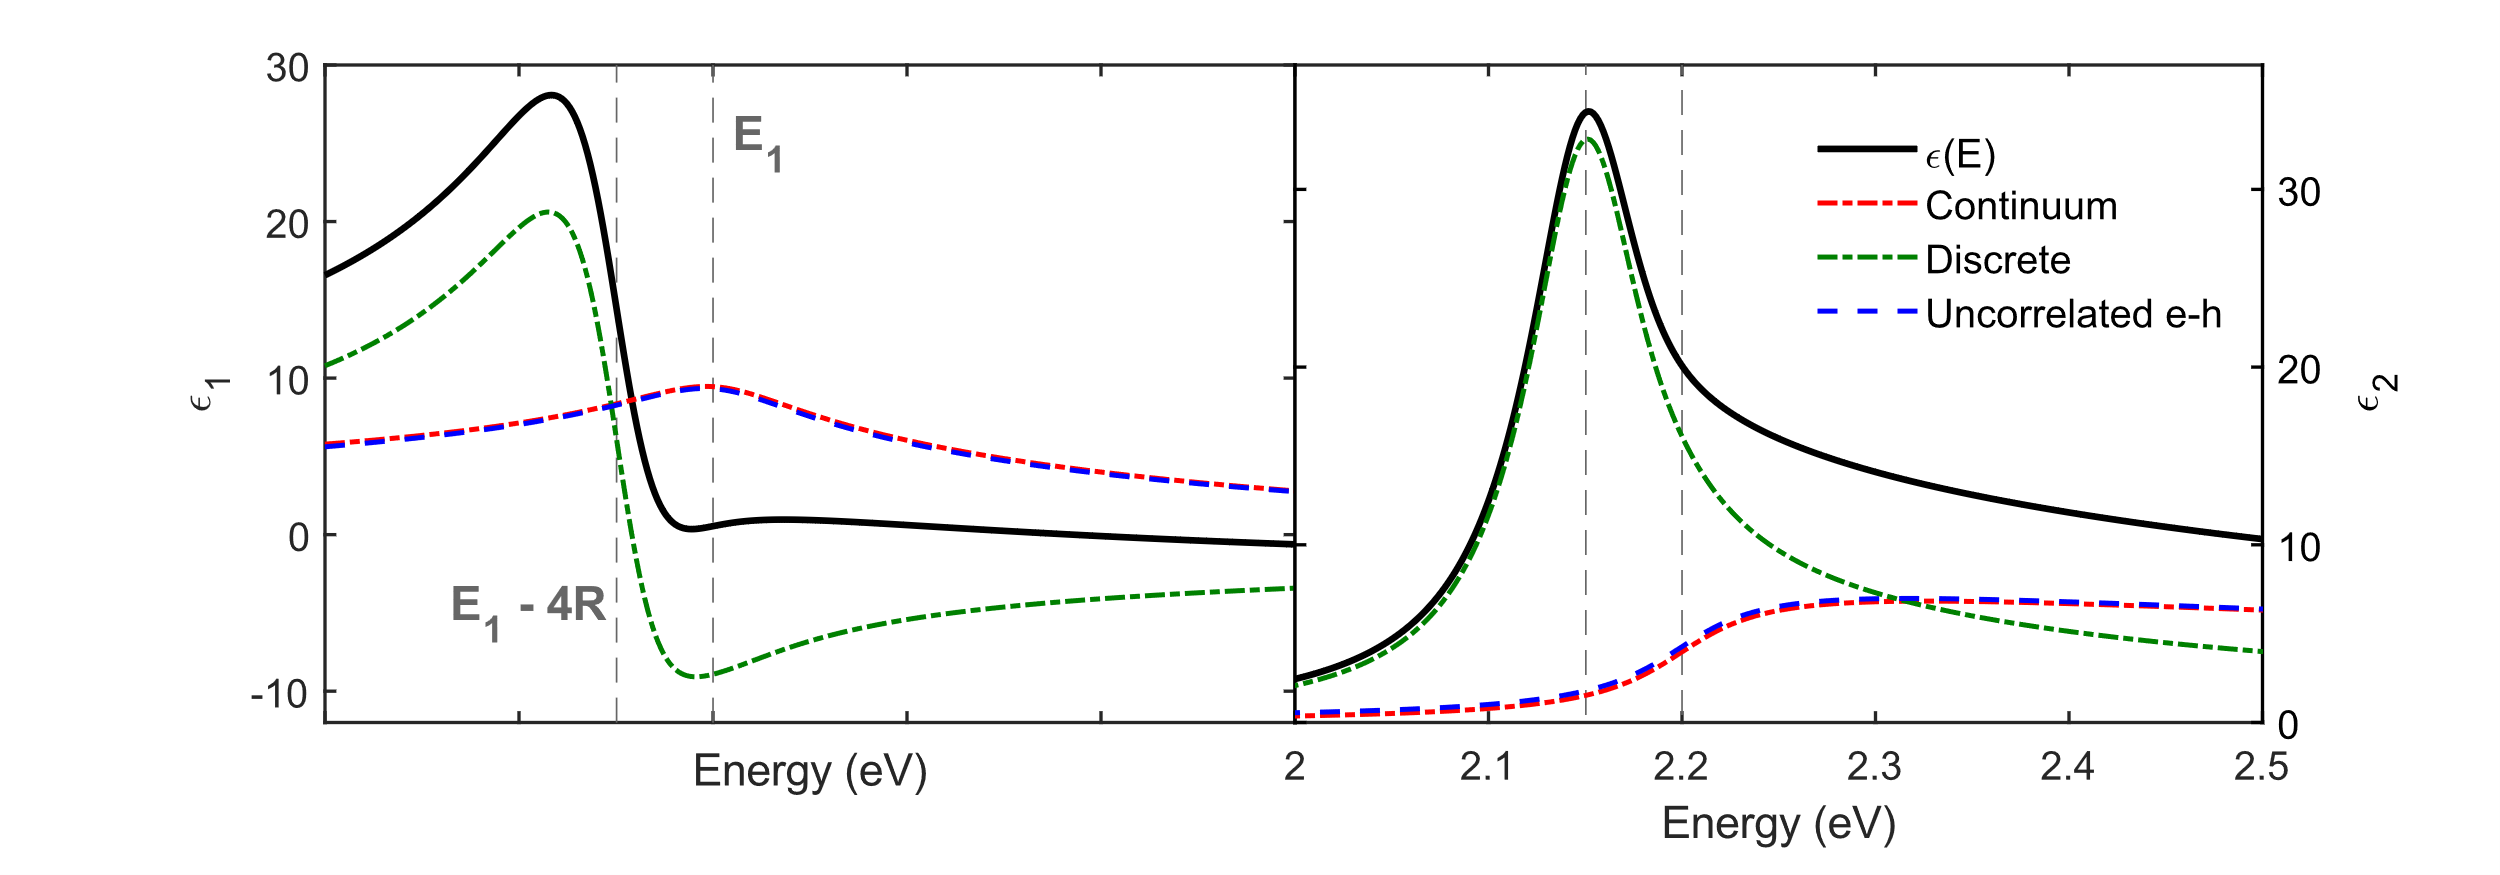 30
20
10
0
-10
ϵ1
E1
E1 - 4R
Energy (eV)
ϵ(E)
Continuum
Discrete
Uncorrelated e-h
30
20
10
0
ϵ2
2 2.1 2.2 2.3 2.4 2.5
Energy (eV)